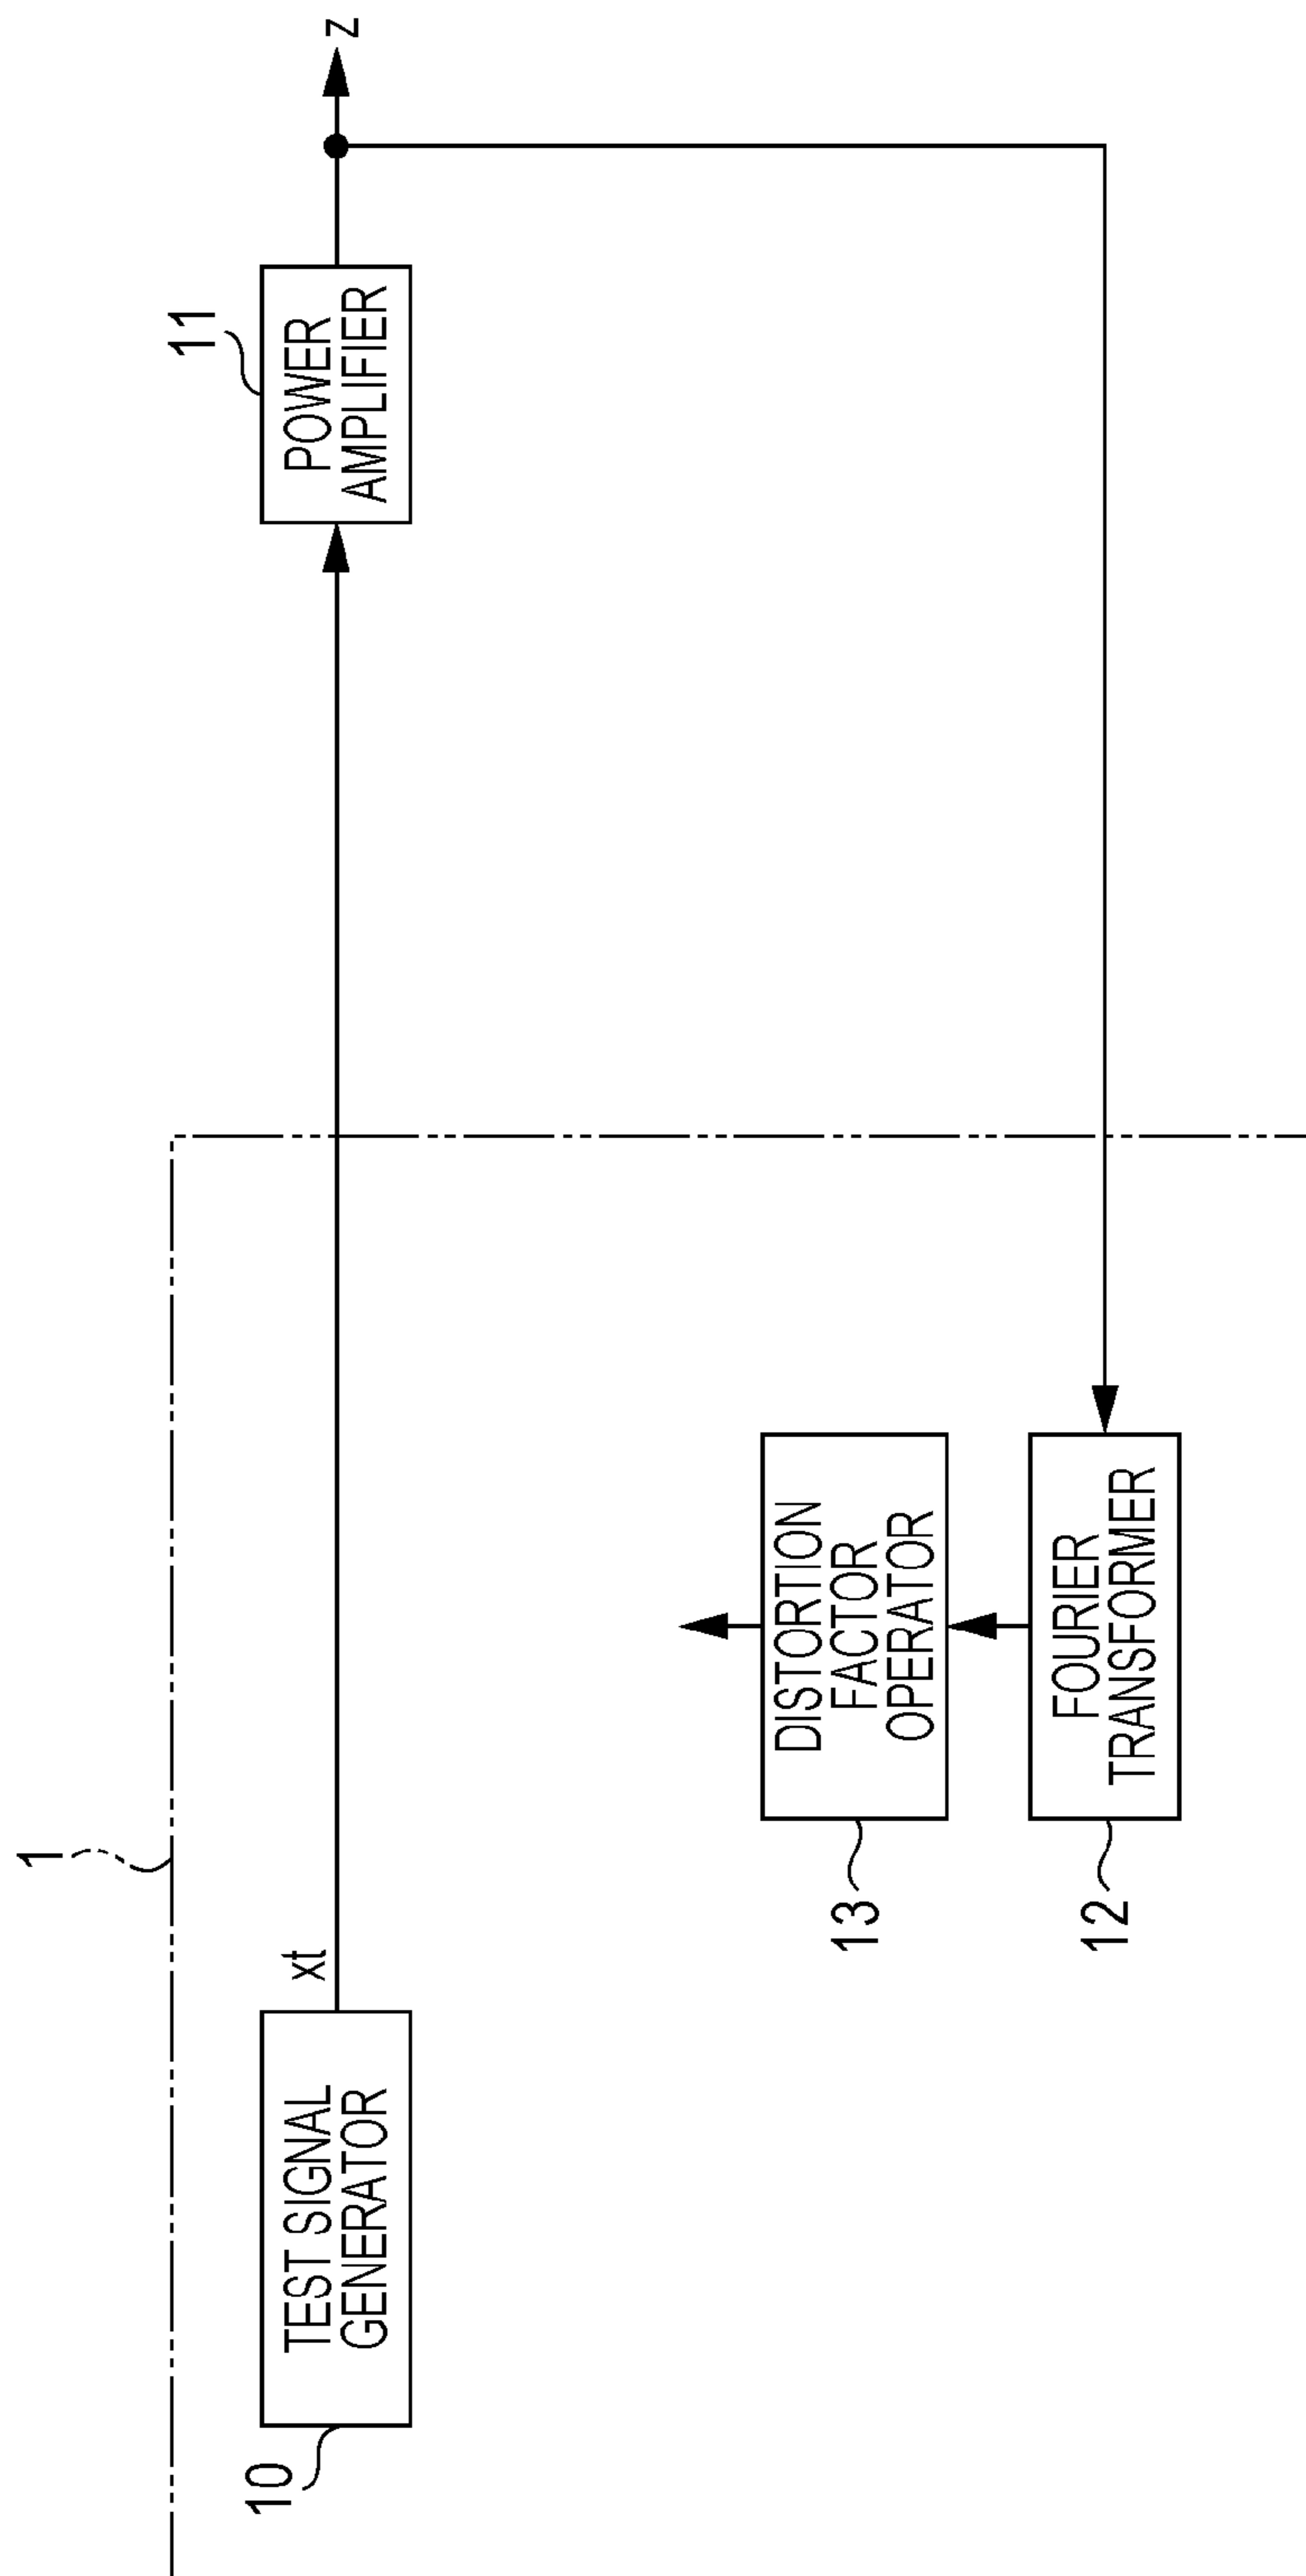 1
10
TEST SIGNAL
GENERATOR
xt
11
POWER
AMPLIFIER
z
13
DISTORTION
FACTOR
OPERATOR
12
FOURIER
TRANSFORMER